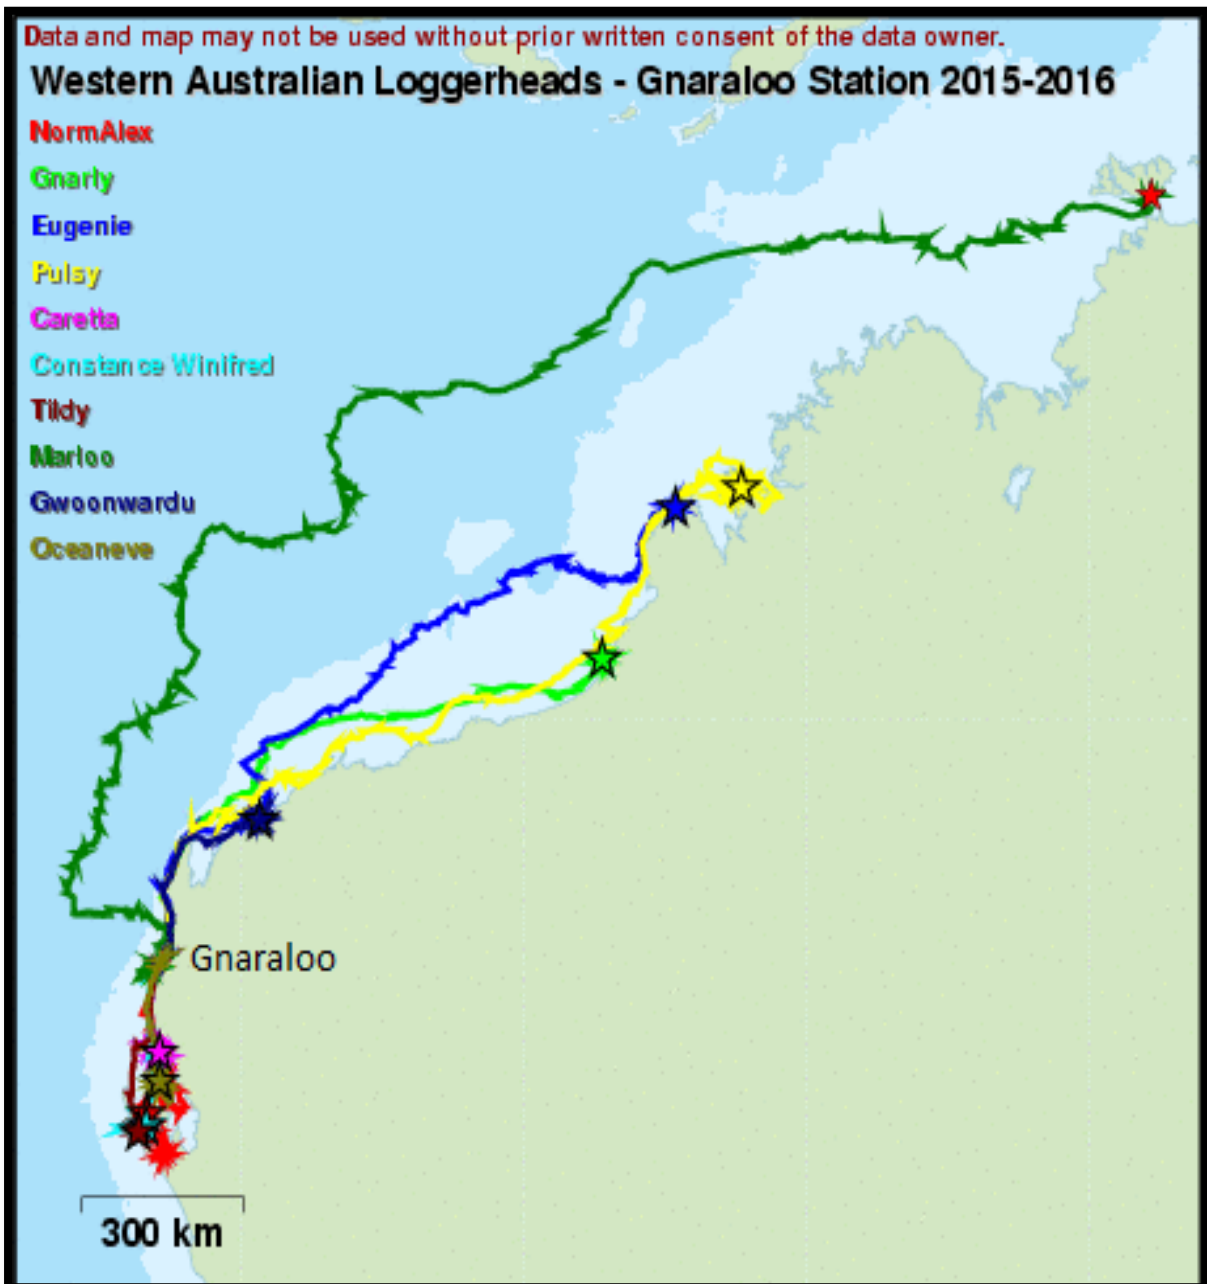 Data and map may not be used without prior written consent of the data owner.
Western Australian Loggerheads - Gnaraloo Station 2015-2016
NormAlex
Gnarly
Eugenie
Pulsy
Caretta
Constance Winifred
Tildy
Marloo
Gwoonwardu
Oceaneve
Gnaraloo
300 km